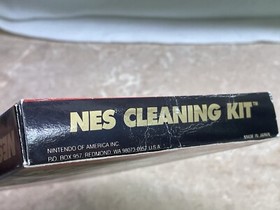 NES CLEANING KIT™
NINTENDO OF AMERICA INC.
P.O. BOX 957, REDMOND, WA 98073-0957 U.S.A.
MADE IN JAPAN